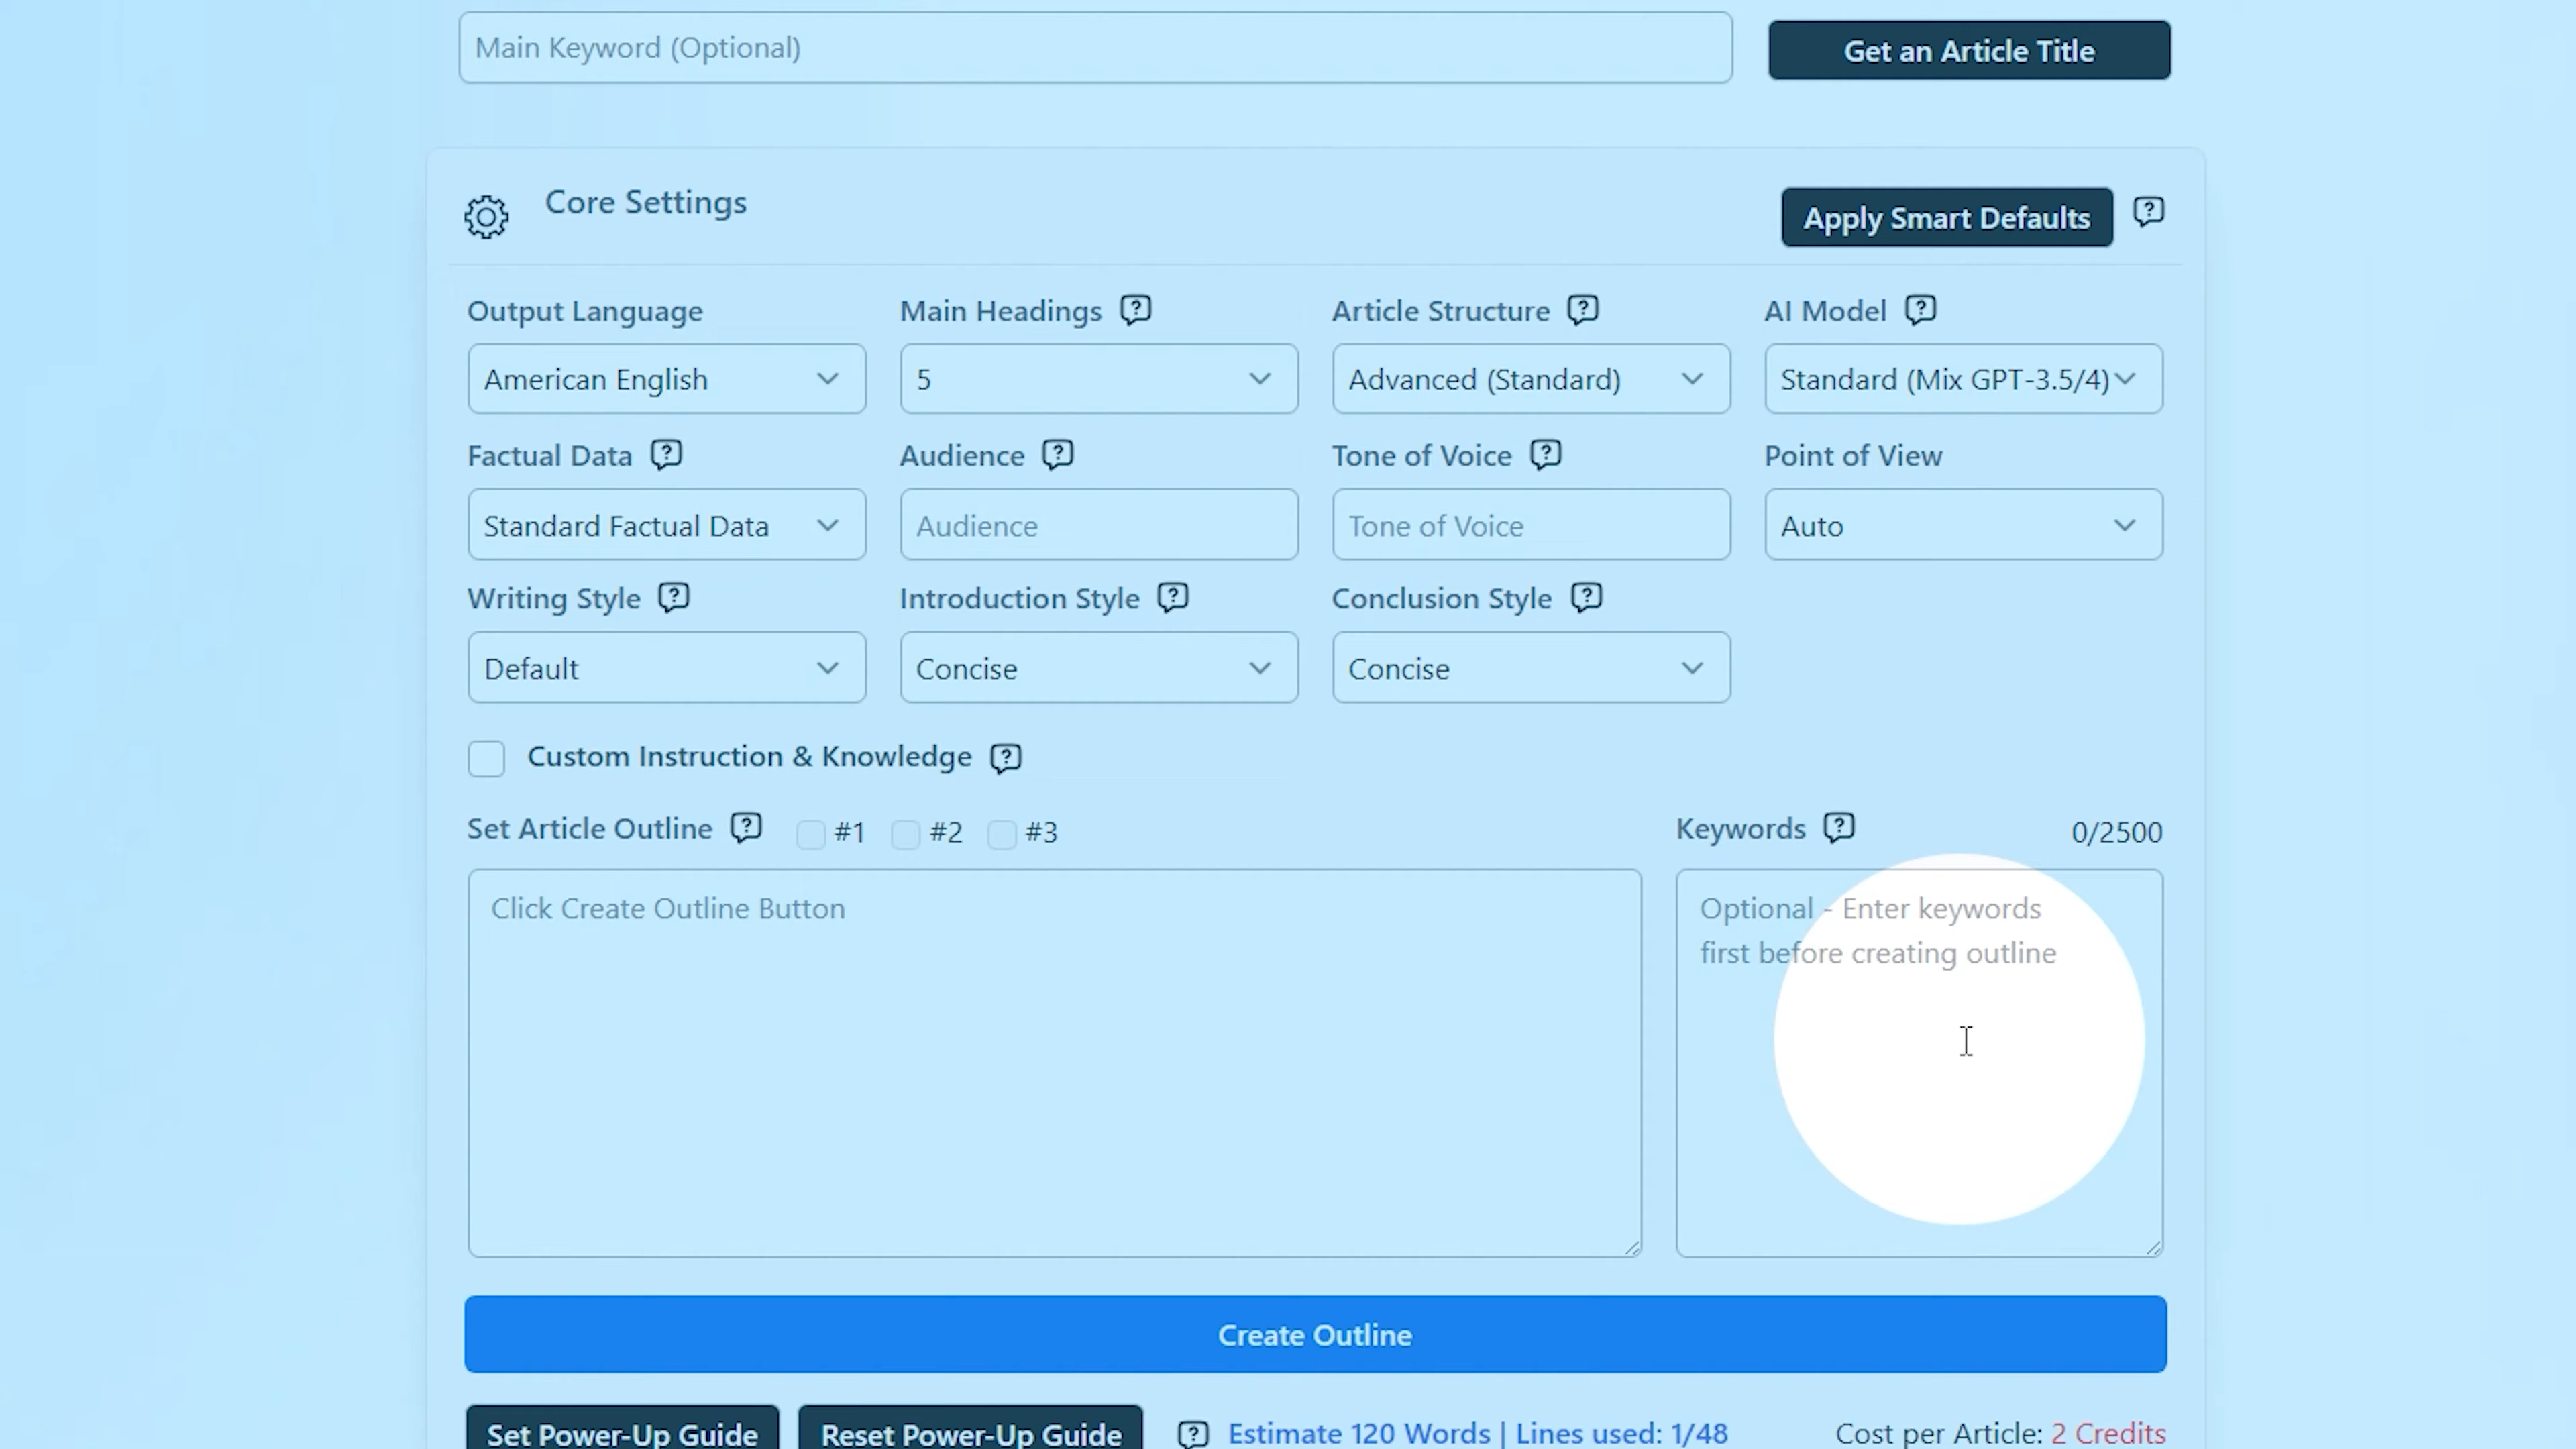 Main Keyword (Optional)
Get an Article Title
Core Settings
Apply Smart Defaults
Output Language
Main Headings
Article Structure
AI Model
American English
5
Advanced (Standard)
Standard (Mix GPT-3.5/4)
Factual Data
Audience
Tone of Voice
Point of View
Standard Factual Data
Audience
Tone of Voice
Auto
Writing Style
Introduction Style
Conclusion Style
Default
Concise
Concise
Custom Instruction & Knowledge
Set Article Outline
#1
#2
#3
Keywords
0/2500
Click Create Outline Button
Optional - Enter keywords
first before creating outline
Create Outline
Set Power-Up Guide
Reset Power-Up Guide
Estimate 120 Words | Lines used: 1/48
Cost per Article: 2 Credits